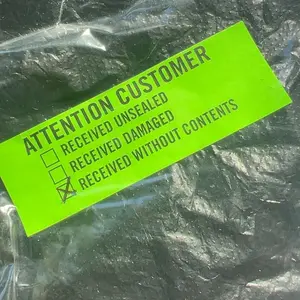 ATTENTION CUSTOMER
RECEIVED UNSEALED
RECEIVED DAMAGED
RECEIVED WITHOUT CONTENTS